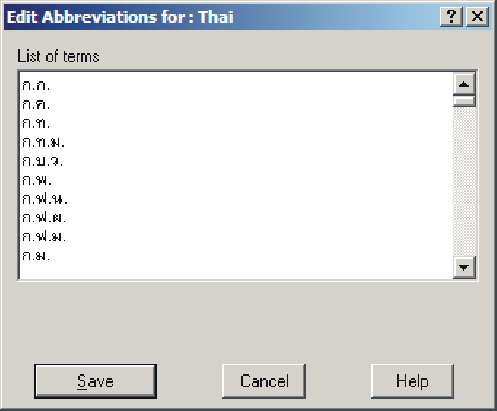 Edit Abbreviations for : Thai
List of terms
ก.ก.
ก.ค.
ก.ท.
ก.ท.ม.
ก.บ.จ.
ก.พ.
ก.ฟ.น.
ก.ฟ.ผ.
ก.ฟ.ม.
ก.ม.
Save Cancel Help